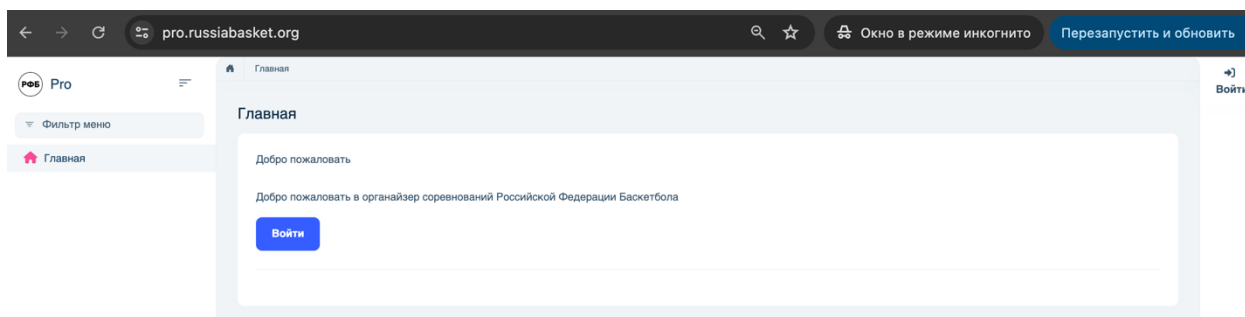 pro.russiabasket.org
Окно в режиме инкогнито
Перезапустить и обновить
РФБ Pro
Главная
Войти
Фильтр меню
Главная
Главная
Добро пожаловать
Добро пожаловать в органайзер соревнований Российской Федерации Баскетбола
Войти